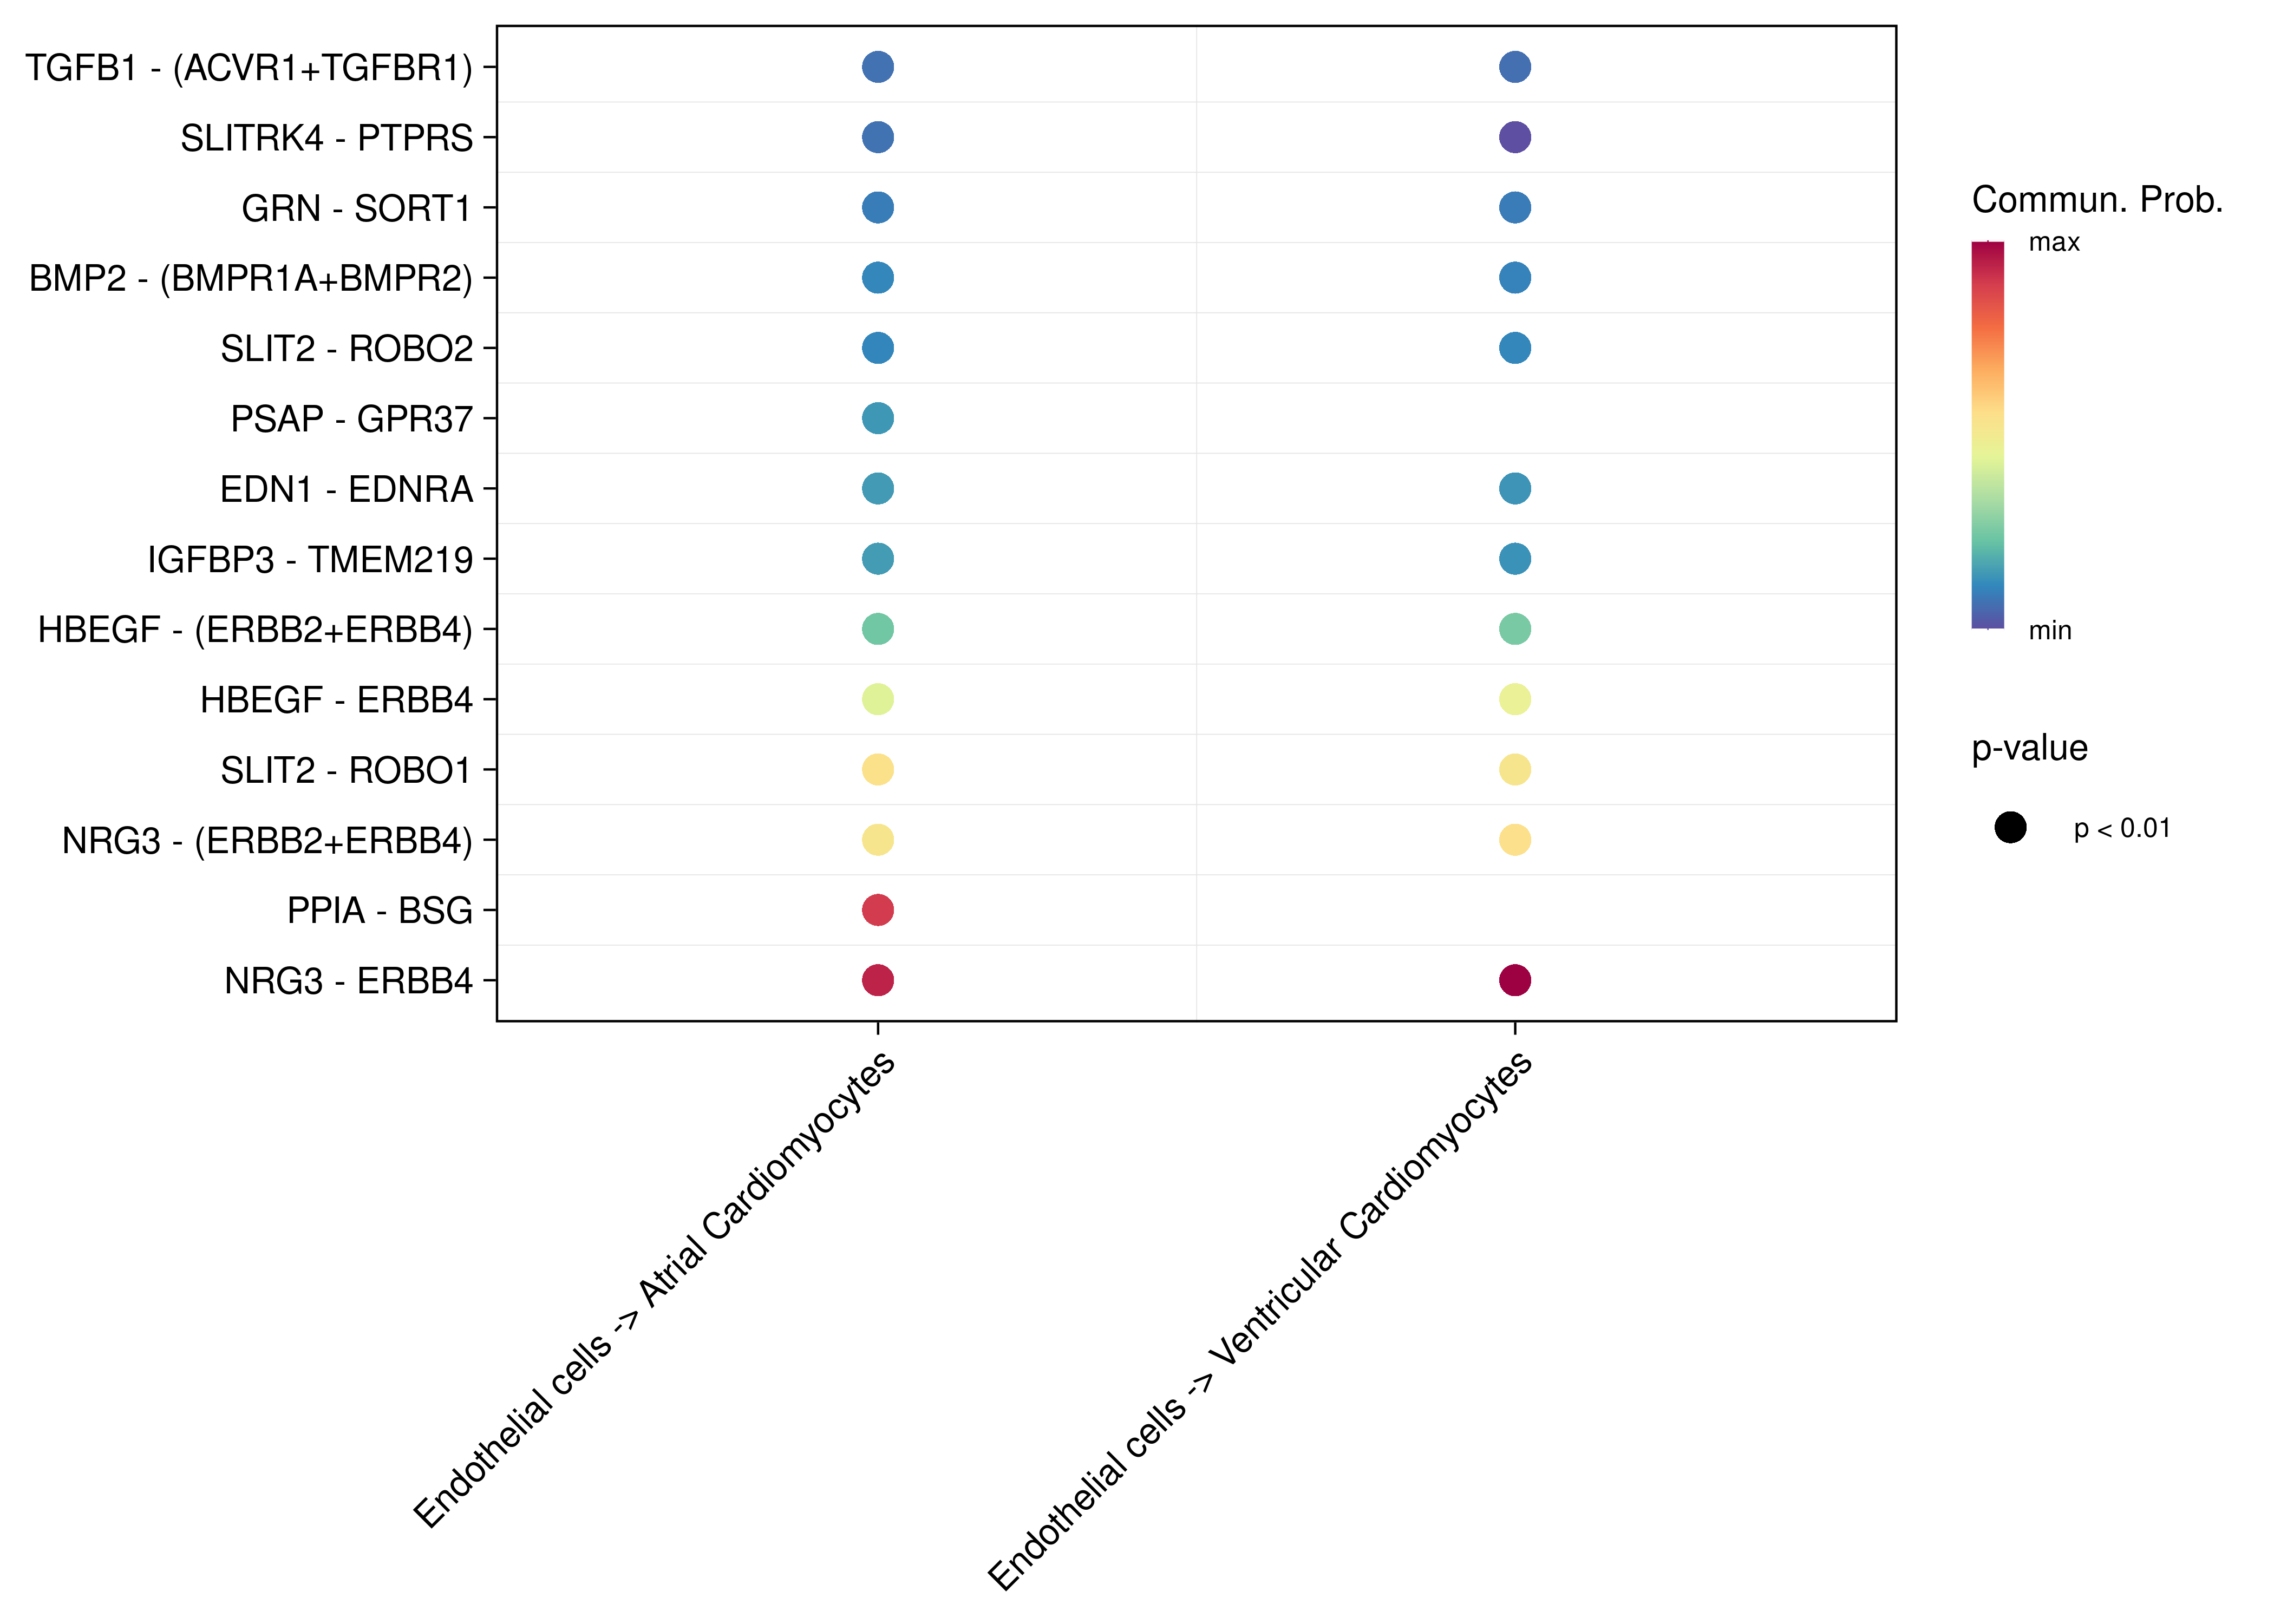 TGFB1 - (ACVR1+TGFBR1)
SLITRK4 - PTPRS
GRN - SORT1
BMP2 - (BMPR1A+BMPR2)
SLIT2 - ROBO2
PSAP - GPR37
EDN1 - EDNRA
IGFBP3 - TMEM219
HBEGF - (ERBB2+ERBB4)
HBEGF - ERBB4
SLIT2 - ROBO1
NRG3 - (ERBB2+ERBB4)
PPIA - BSG
NRG3 - ERBB4
Endothelial cells -> Atrial Cardiomyocytes
Endothelial cells -> Ventricular Cardiomyocytes
Commun. Prob.
max
min
p-value
p < 0.01